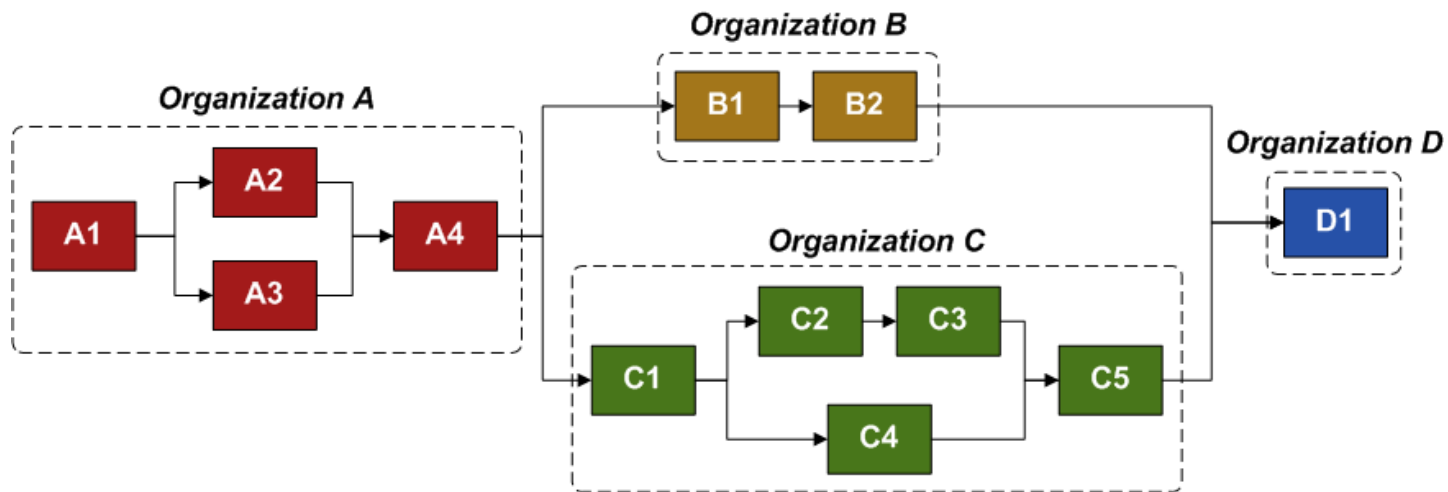 Organization A
A1
A2
A3
A4
Organization B
B1
B2
Organization C
C1
C2
C3
C4
C5
Organization D
D1